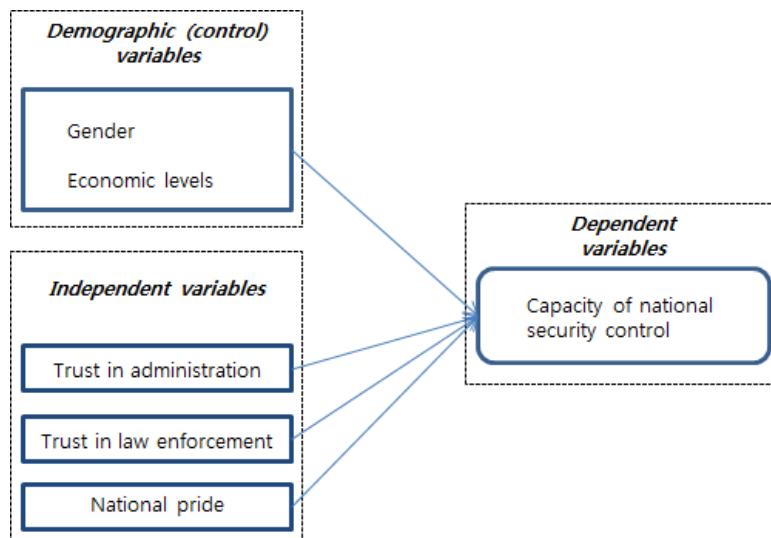 Demographic (control)
variables
Gender
Economic levels
Independent variables
Trust in administration
Trust in law enforcement
National pride
Dependent
variables
Capacity of national
security control